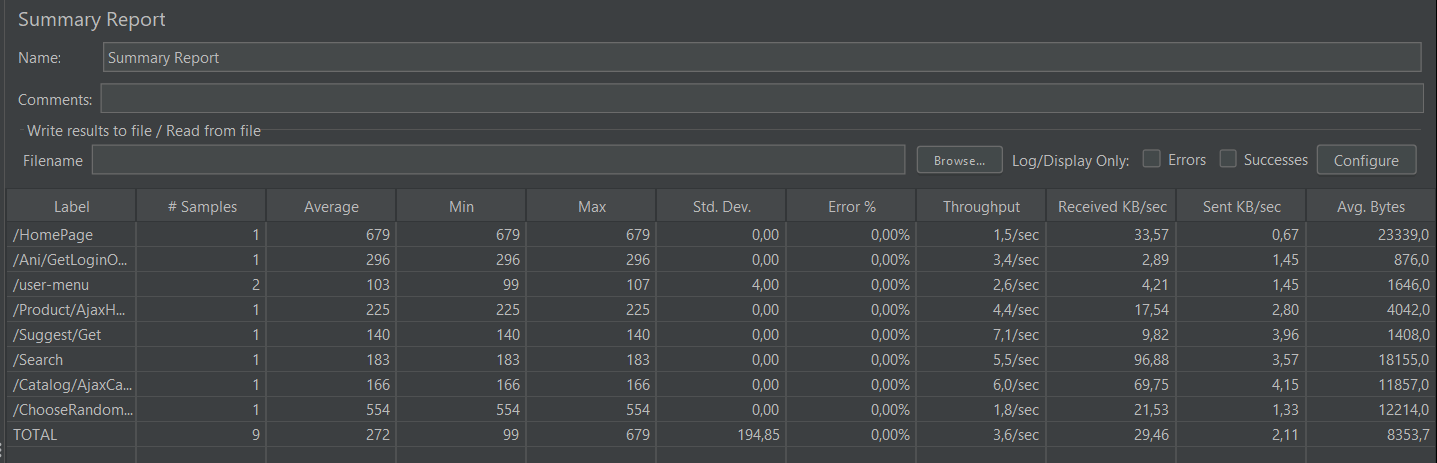 Summary Report
Name: Summary Report
Comments:
Write results to file / Read from file
Filename Browse... Log/Display Only: Errors Successes Configure
Label # Samples Average Min Max Std. Dev. Error % Throughput Received KB/sec Sent KB/sec Avg. Bytes
/HomePage 1 679 679 679 0,00 0,00% 1,5/sec 33,57 0,67 23339,0
/Ani/GetLoginO... 1 296 296 296 0,00 0,00% 3,4/sec 2,89 1,45 876,0
/user-menu 2 103 99 107 4,00 0,00% 2,6/sec 4,21 1,45 1646,0
/Product/AjaxH... 1 225 225 225 0,00 0,00% 4,4/sec 17,54 2,80 4042,0
/Suggest/Get 1 140 140 140 0,00 0,00% 7,1/sec 9,82 3,96 1408,0
/Search 1 183 183 183 0,00 0,00% 5,5/sec 96,88 3,57 18155,0
/Catalog/AjaxCa... 1 166 166 166 0,00 0,00% 6,0/sec 69,75 4,15 11857,0
/ChooseRandom... 1 554 554 554 0,00 0,00% 1,8/sec 21,53 1,33 12214,0
TOTAL 9 272 99 679 194,85 0,00% 3,6/sec 29,46 2,11 8353,7